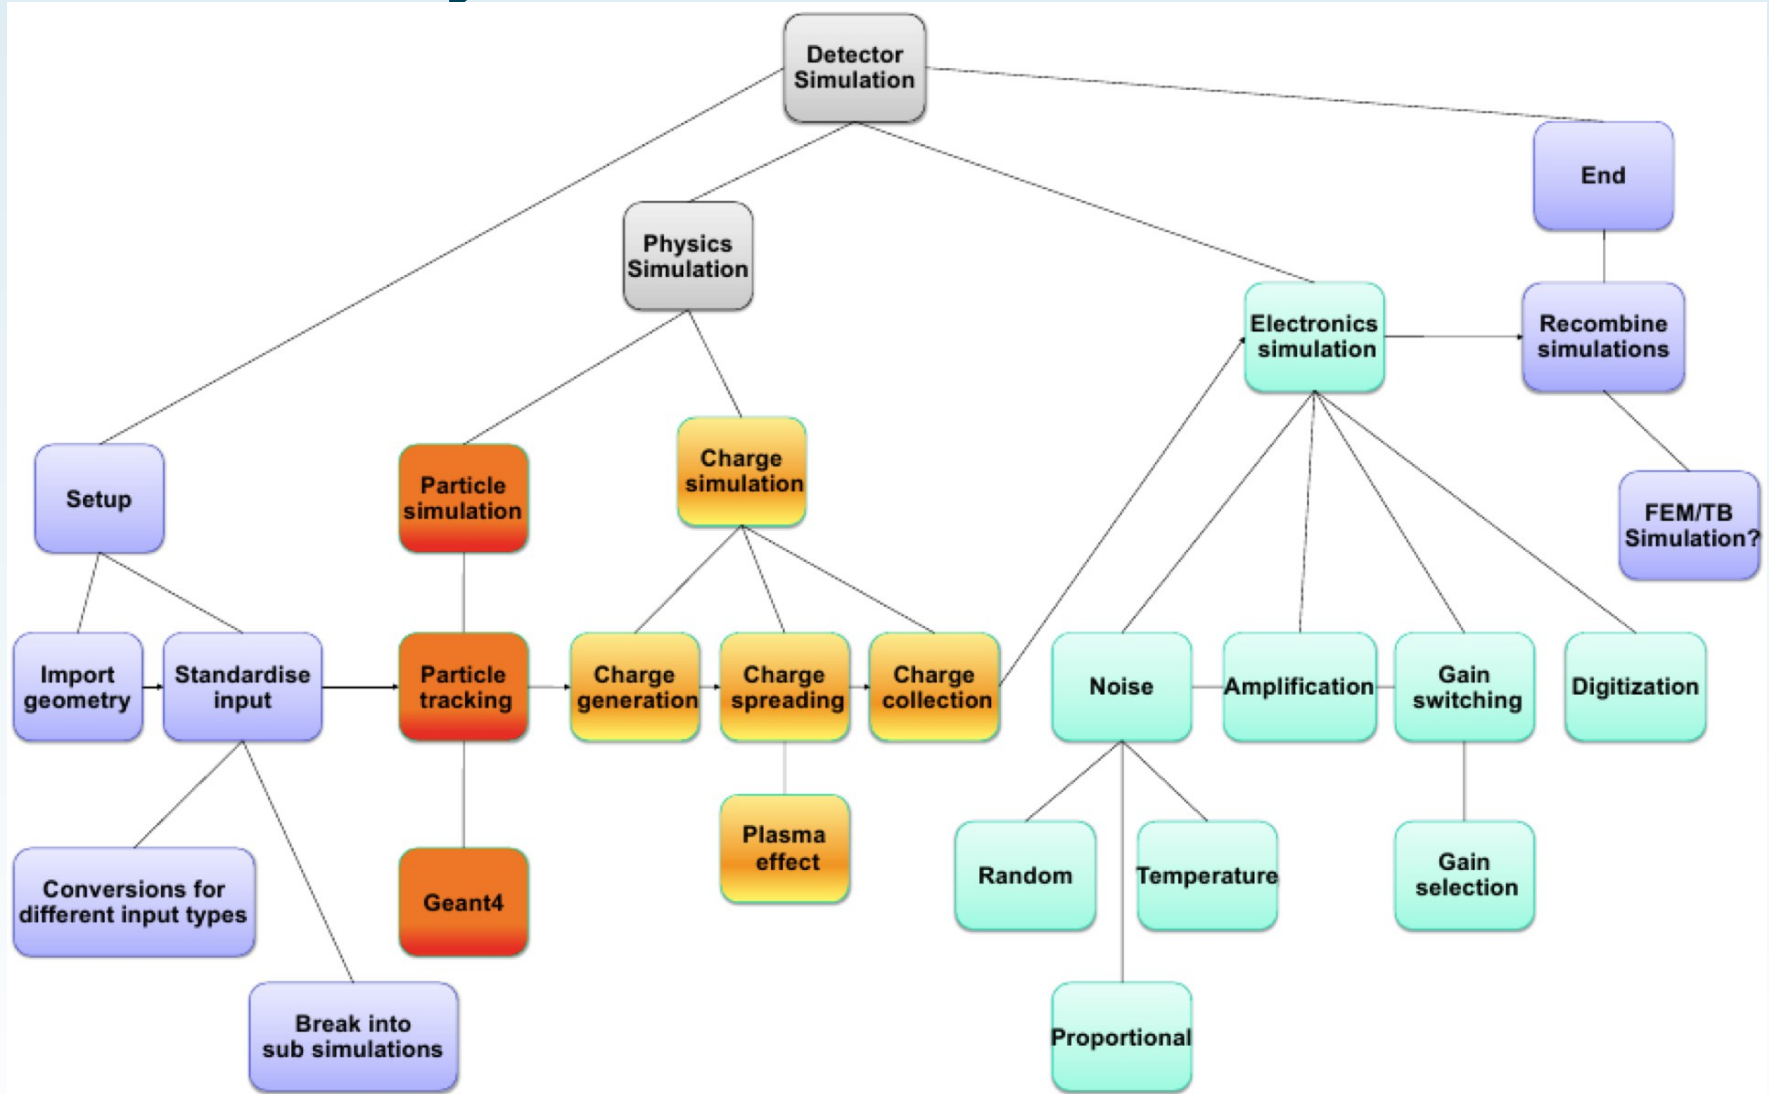 Detector
Simulation
End
Physics
Simulation
Electronics
simulation
Recombine
simulations
Setup
Particle
simulation
Charge
simulation
FEM/TB
Simulation?
Import
geometry
Standardise
input
Particle
tracking
Charge
generation
Charge
spreading
Charge
collection
Noise
Amplification
Gain
switching
Digitization
Conversions for
different input types
Geant4
Plasma
effect
Random
Temperature
Gain
selection
Break into
sub simulations
Proportional